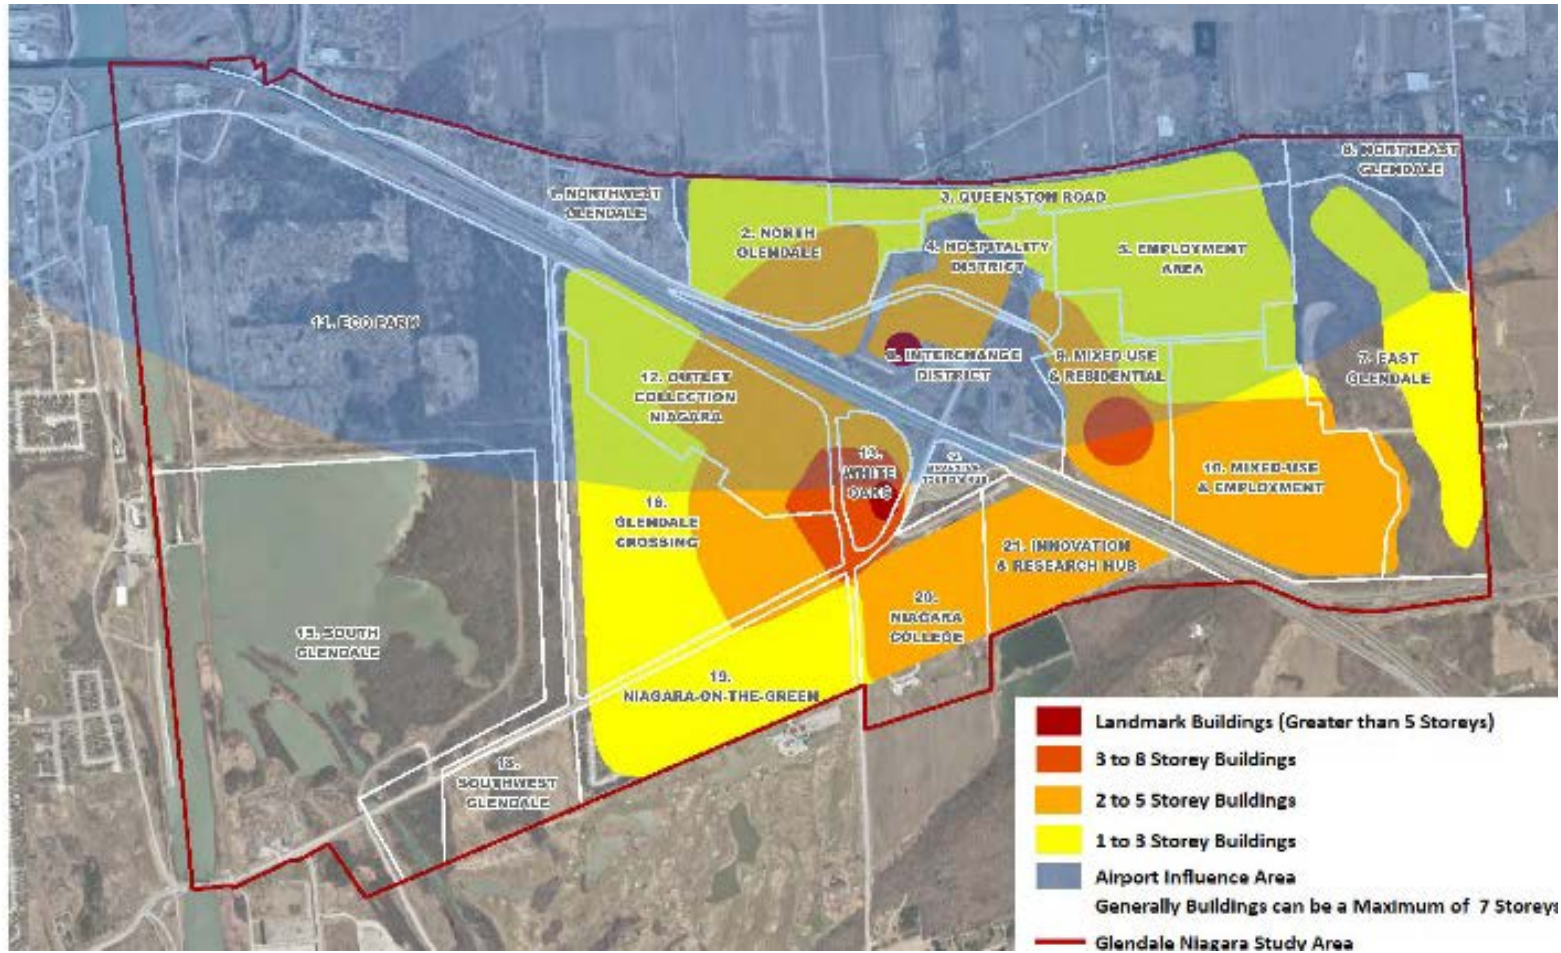 8. NORTHEAST
GLENDALE
1. NORTHWEST
GLENDALE
3. QUEENSTON ROAD
2. NORTH
GLENDALE
4. HOSPITALITY
DISTRICT
5. EMPLOYMENT
AREA
11. ECO PARK
INTERCHANGE
DISTRICT
MIXED-USE
& RESIDENTIAL
7. EAST
GLENDALE
12. OUTLET
COLLECTION
NIAGARA
13.
WHITE
OAKS
10. MIXED-USE
& EMPLOYMENT
GLENDALE
CROSSING
21. INNOVATION
& RESEARCH HUB
20.
NIAGARA
COLLEGE
SOUTH
GLENDALE
19.
NIAGARA-ON-THE-GREEN
SOUTHWEST
GLENDALE
Landmark Buildings (Greater than 5 Storeys)
3 to 8 Storey Buildings
2 to 5 Storey Buildings
1 to 3 Storey Buildings
Airport Influence Area
Generally Buildings can be a Maximum of 7 Storeys
Glendale Niagara Study Area